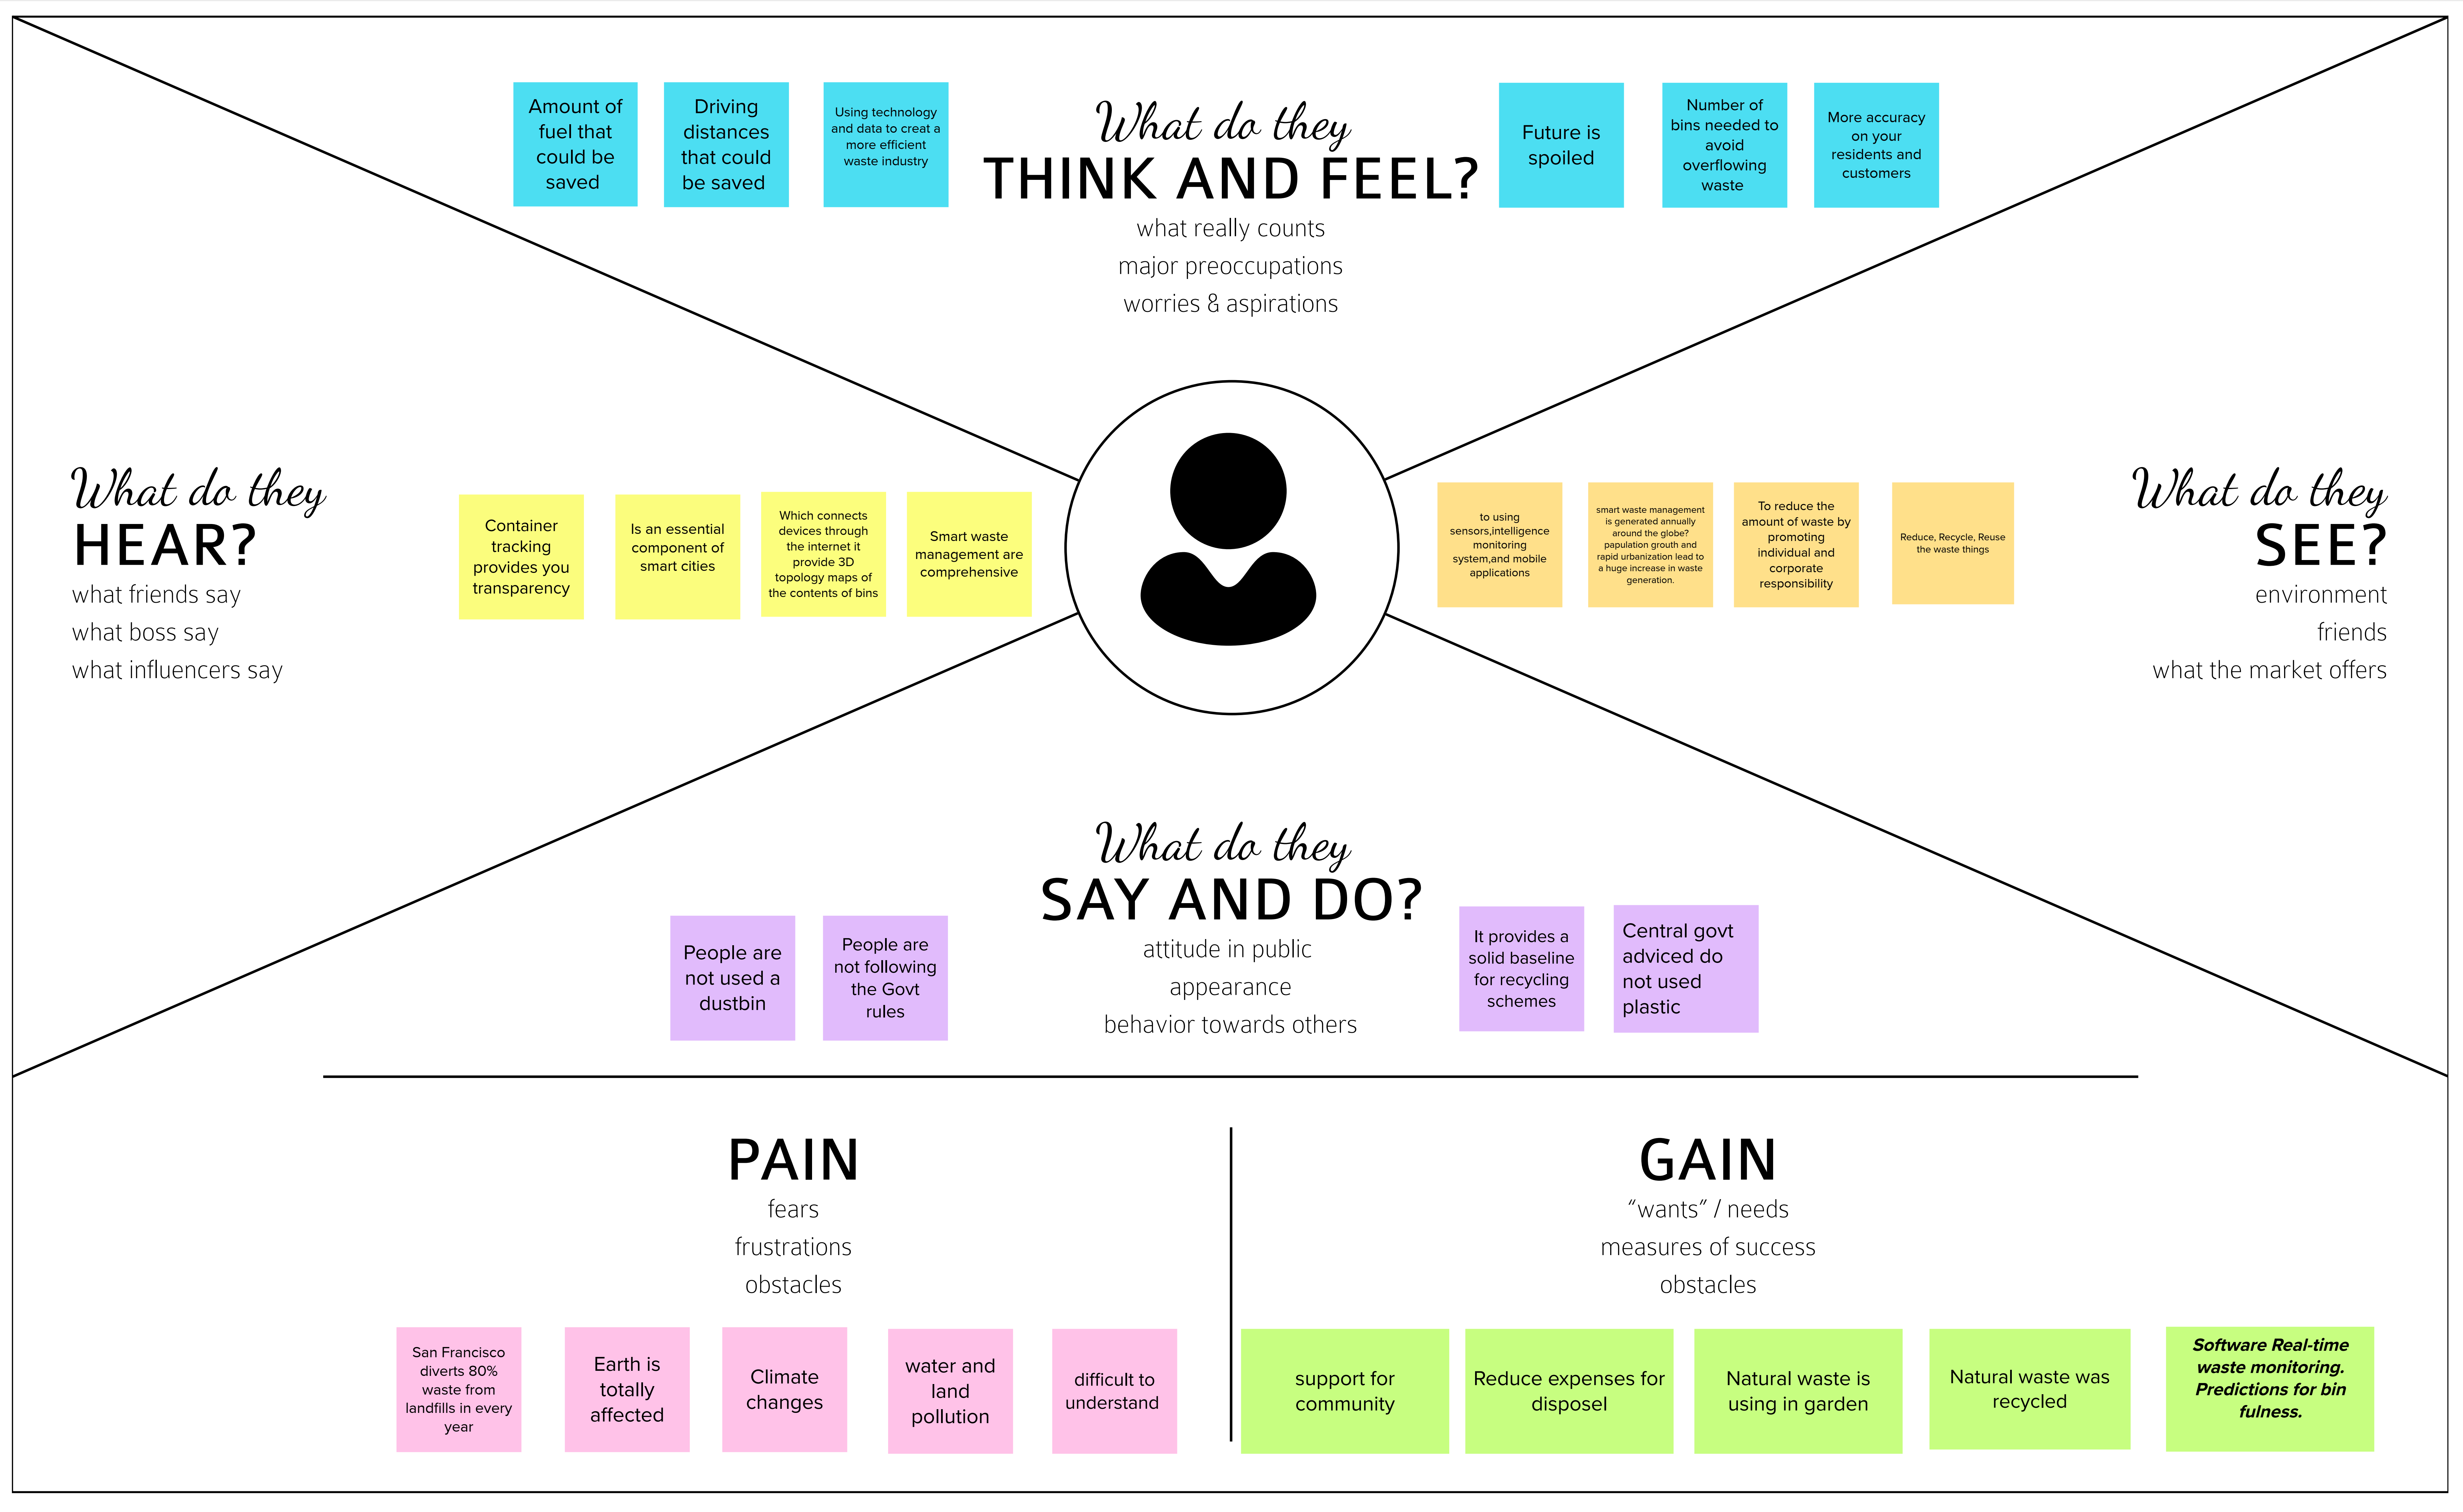 Amount of
fuel that
could be
saved
Driving
distances
that could
be saved
Using technology
and data to creat a
more efficient
waste industry
What do they
THINK AND FEEL?
what really counts
major preoccupations
worries & aspirations
Future is
spoiled
Number of
bins needed to
avoid
overflowing
waste
More accuracy
on your
residents and
customers
What do they
HEAR?
what friends say
what boss say
what influencers say
Container
tracking
provides you
transparency
Is an essential
component of
smart cities
Which connects
devices through
the internet it
provide 3D
topology maps of
the contents of bins
Smart waste
management are
comprehensive
to using
sensors,intelligence
monitoring
system,and mobile
applications
smart waste management
is generated annually
around the globe?
papulation grouth and
rapid urbanization lead to
a huge increase in waste
generation.
To reduce the
amount of waste by
promoting
individual and
corporate
responsibility
Reduce, Recycle, Reuse
the waste things
What do they
SEE?
environment
friends
what the market offers
What do they
SAY AND DO?
attitude in public
appearance
behavior towards others
People are
not used a
dustbin
People are
not following
the Govt
rules
It provides a
solid baseline
for recycling
schemes
Central govt
adviced do
not used
plastic
PAIN
fears
frustrations
obstacles
San Francisco
diverts 80%
waste from
landfills in every
year
Earth is
totally
affected
Climate
changes
water and
land
pollution
difficult to
understand
GAIN
“wants” / needs
measures of success
obstacles
support for
community
Reduce expenses for
disposel
Natural waste is
using in garden
Natural waste was
recycled
Software Real-time
waste monitoring.
Predictions for bin
fulness.